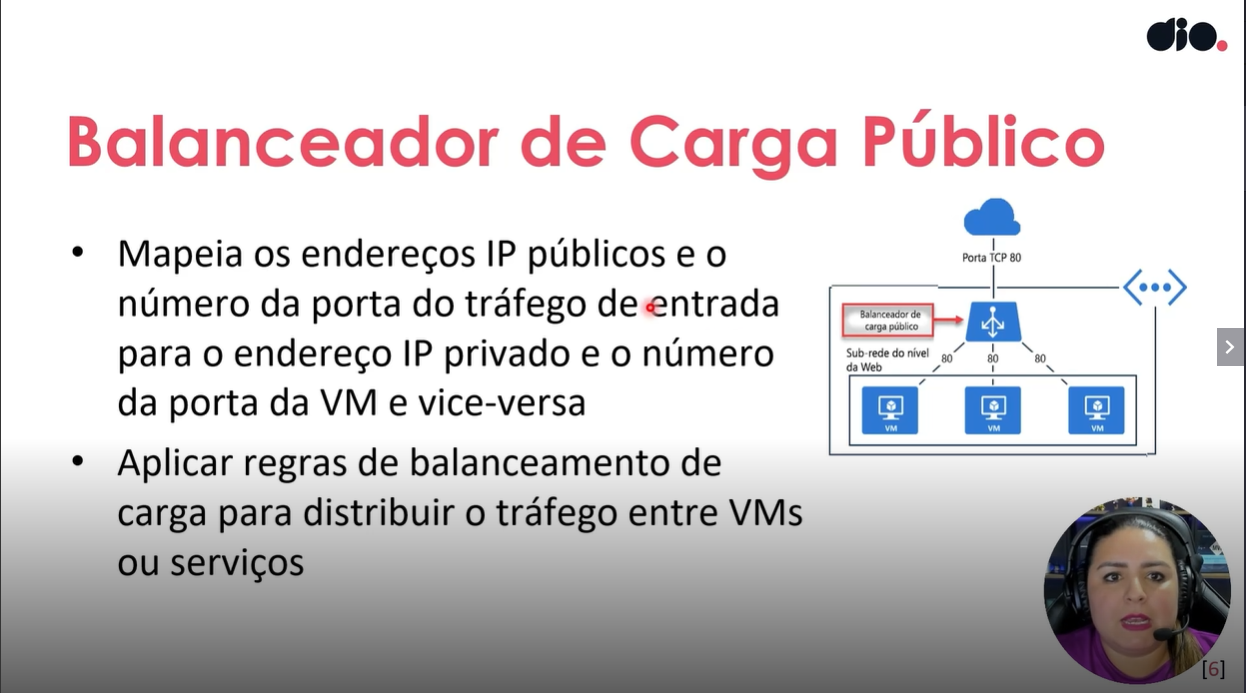 dio.
Balanceador de Carga Público
• Mapeia os endereços IP públicos e o
número da porta do tráfego de entrada
para o endereço IP privado e o número
da porta da VM e vice-versa
• Aplicar regras de balanceamento de
carga para distribuir o tráfego entre VMs
ou serviços
Porta TCP 80
Balanceador de
carga público
Sub-rede do nível
da Web
80 80 80
VM VM VM
[6]